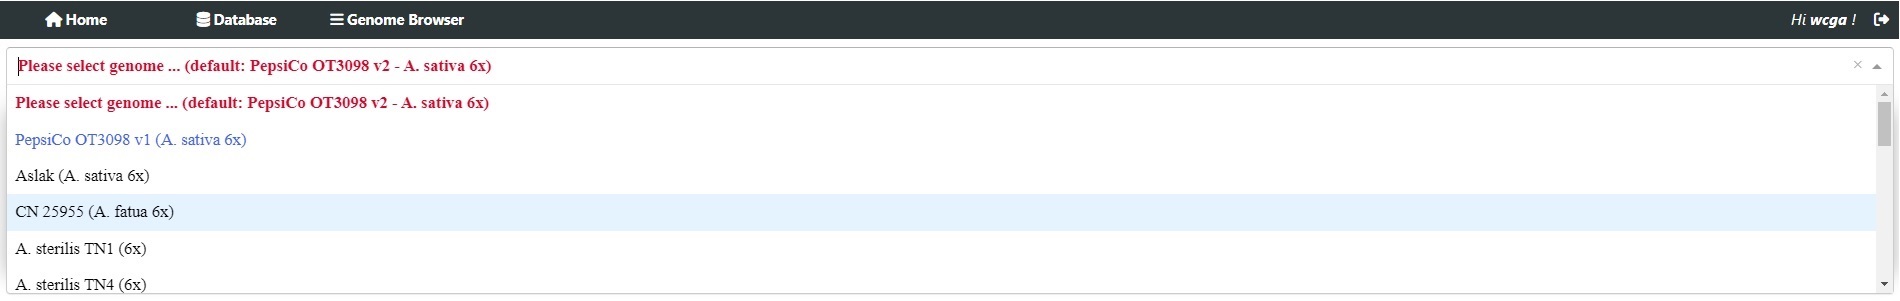 Home Database Genome Browser Hi wcga !
Please select genome ... (default: PepsiCo OT3098 v2 - A. sativa 6x) ×
Please select genome ... (default: PepsiCo OT3098 v2 - A. sativa 6x)
PepsiCo OT3098 v1 (A. sativa 6x)
Aslak (A. sativa 6x)
CN 25955 (A. fatua 6x)
A. sterilis TN1 (6x)
A. sterilis TN4 (6x)